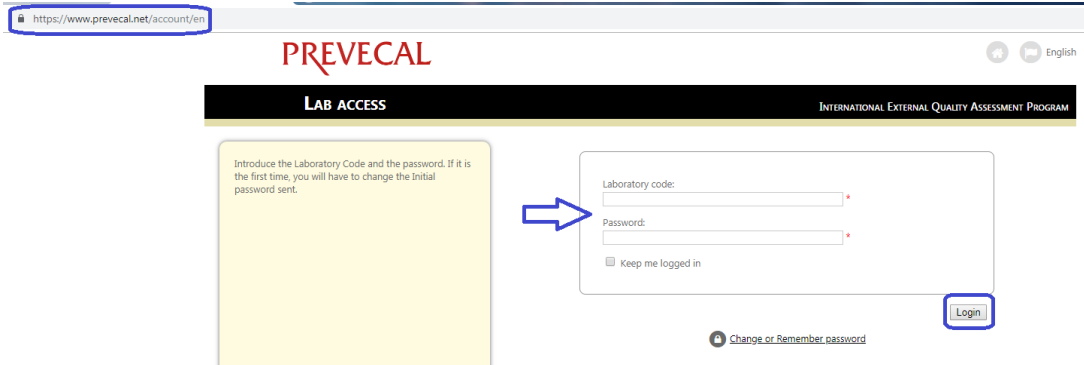 https://www.prevecal.net/account/en
PREVECAL
English
LAB ACCESS
INTERNATIONAL EXTERNAL QUALITY ASSESSMENT PROGRAM
Introduce the Laboratory Code and the password. If it is
the first time, you will have to change the Initial
password sent.
Laboratory code:
*
Password:
*
Keep me logged in
Login
Change or Remember password